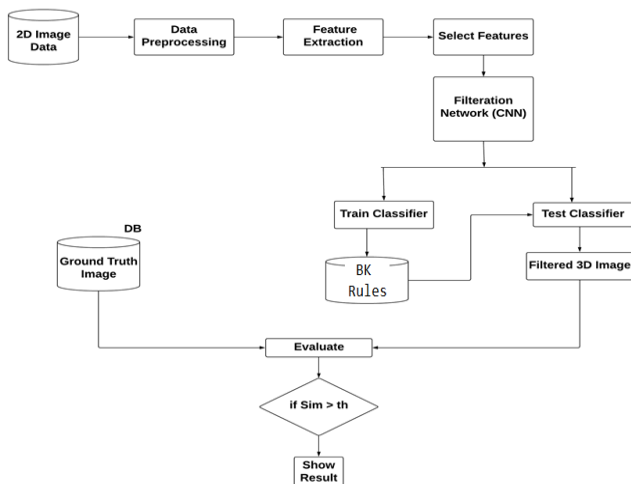 2D Image
Data
Data
Preprocessing
Feature
Extraction
Select Features
Filteration
Network (CNN)
Train Classifier
Test Classifier
DB
Ground Truth
Image
BK
Rules
Filtered 3D Image
Evaluate
if Sim > th
Show
Result